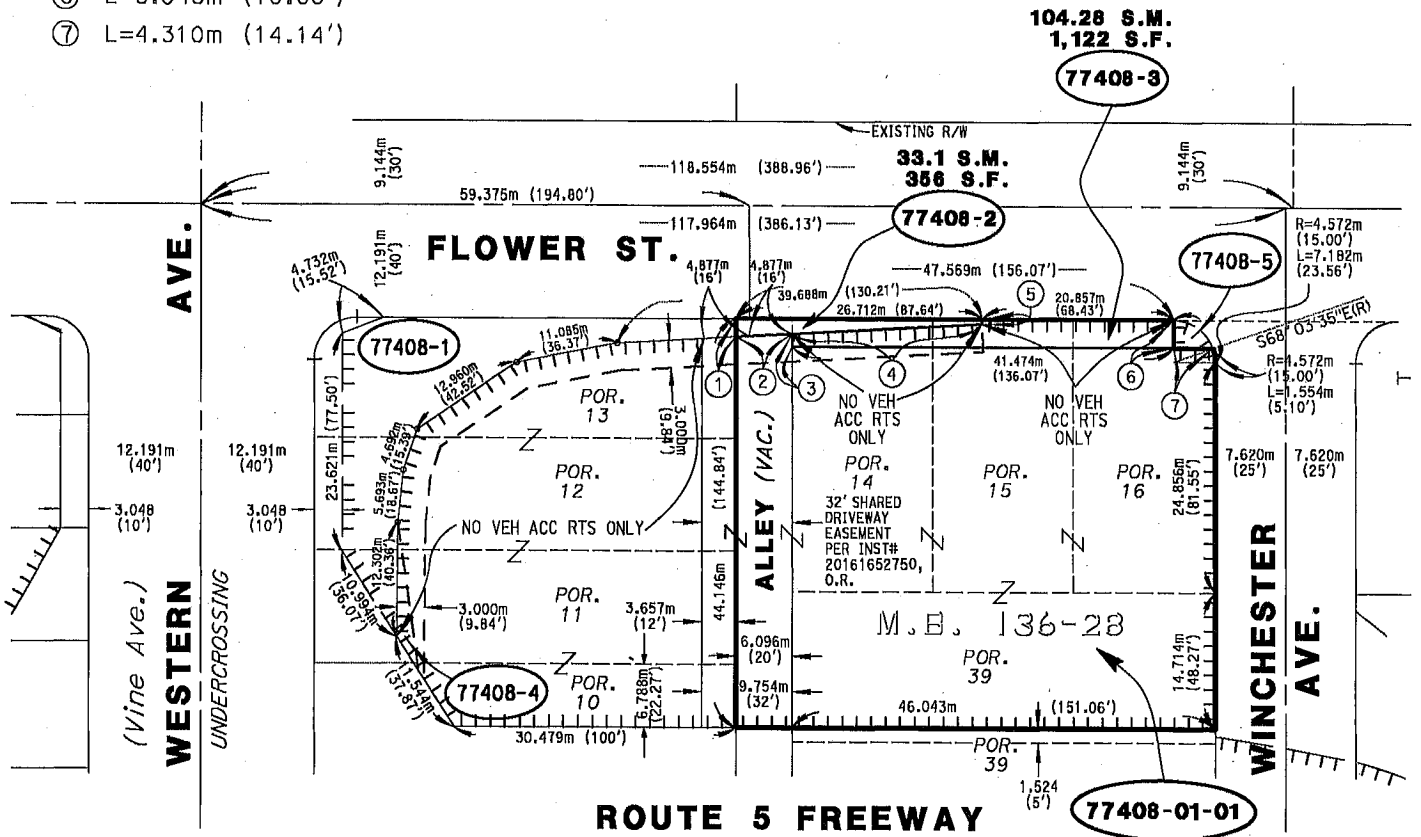 ⑦ L=4.310m (14.14')
104.28 S.M.
1,122 S.F.
77408-3
EXISTING R/W
33.1 S.M.
356 S.F.
77408-2
118.554m (388.96')
59.375m (194.80')
117.964m (386.13')
9.144m
(30')
9.144m
(30')
12.191m
(40')
FLOWER ST.
4.732m
(15.52')
77408-1
4.877m
(16')
4.877m
(16')
39.688m (130.21')
26.712m (87.64')
47.569m (156.07')
⑤
20.857m
(68.43')
77408-5
R=4.572m
(15.00')
L=7.182m
(23.56')
S68°03'35"E(R)
R=4.572m
(15.00')
L=1.554m
(5.10')
11.085m
(36.37')
12.960m
(42.52')
① ② ③ ④ ⑥ ⑦
41.474m
(136.07')
NO VEH
ACC RTS
ONLY
NO VEH
ACC RTS
ONLY
POR.
13
3.000m
(9.84')
4.692m
(15.39')
5.693m
(18.67')
23.621m (77.50')
12.191m
(40')
12.191m
(40')
3.048
(10')
3.048
(10')
POR.
12
NO VEH ACC RTS ONLY
12.302m
(40.36')
10.994m
(36.07')
11.544m
(37.87')
POR.
11
3.000m
(9.84')
3.657m
(12')
77408-4
POR.
10
6.788m
(22.27')
30.479m (100')
44.146m (144.84')
ALLEY (VAC.)
6.096m
(20')
9.754m
(32')
POR.
14
32' SHARED
DRIVEWAY
EASEMENT
PER INST#
20161652750,
O.R.
POR.
15
POR.
16
24.856m
(81.55')
7.620m
(25')
7.620m
(25')
M.B. 136-28
POR.
39
14.714m
(48.27')
46.043m (151.06')
POR.
39
1.524
(5')
77408-01-01
WESTERN AVE.
(Vine Ave.)
UNDERCROSSING
WINCHESTER AVE.
ROUTE 5 FREEWAY